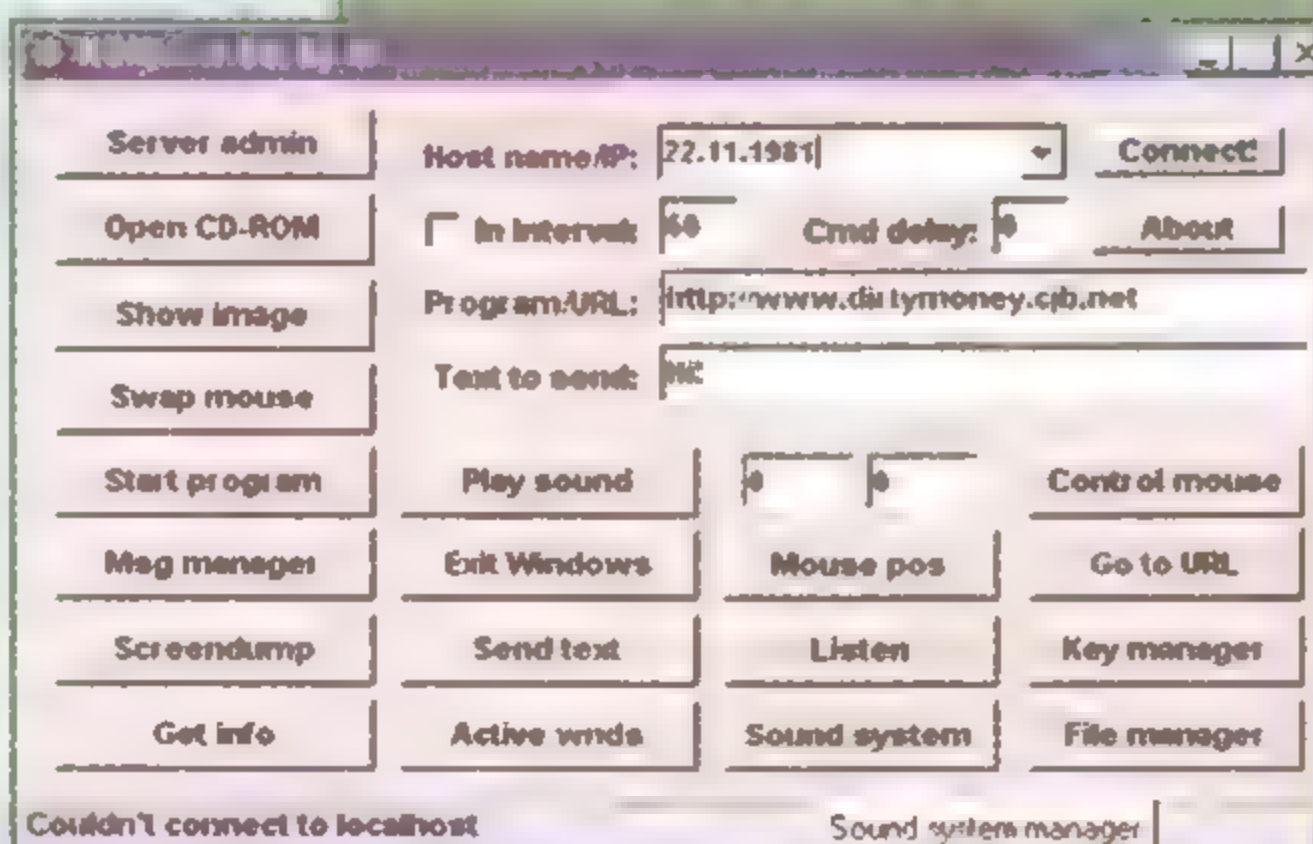 Server admin
Host name/IP: 22.11.1981 Connect!
Open CD-ROM
In interval: 60 Cmd delay: 0 About
Show image
Program/URL: http://www.dirtymoney.cjb.net
Text to send: Hi!
Swap mouse
Start program Play sound 0 0 Control mouse
Msg manager Exit Windows Mouse pos Go to URL
Screendump Send text Listen Key manager
Get info Active wnds Sound system File manager
Couldn't connect to localhost Sound system manager